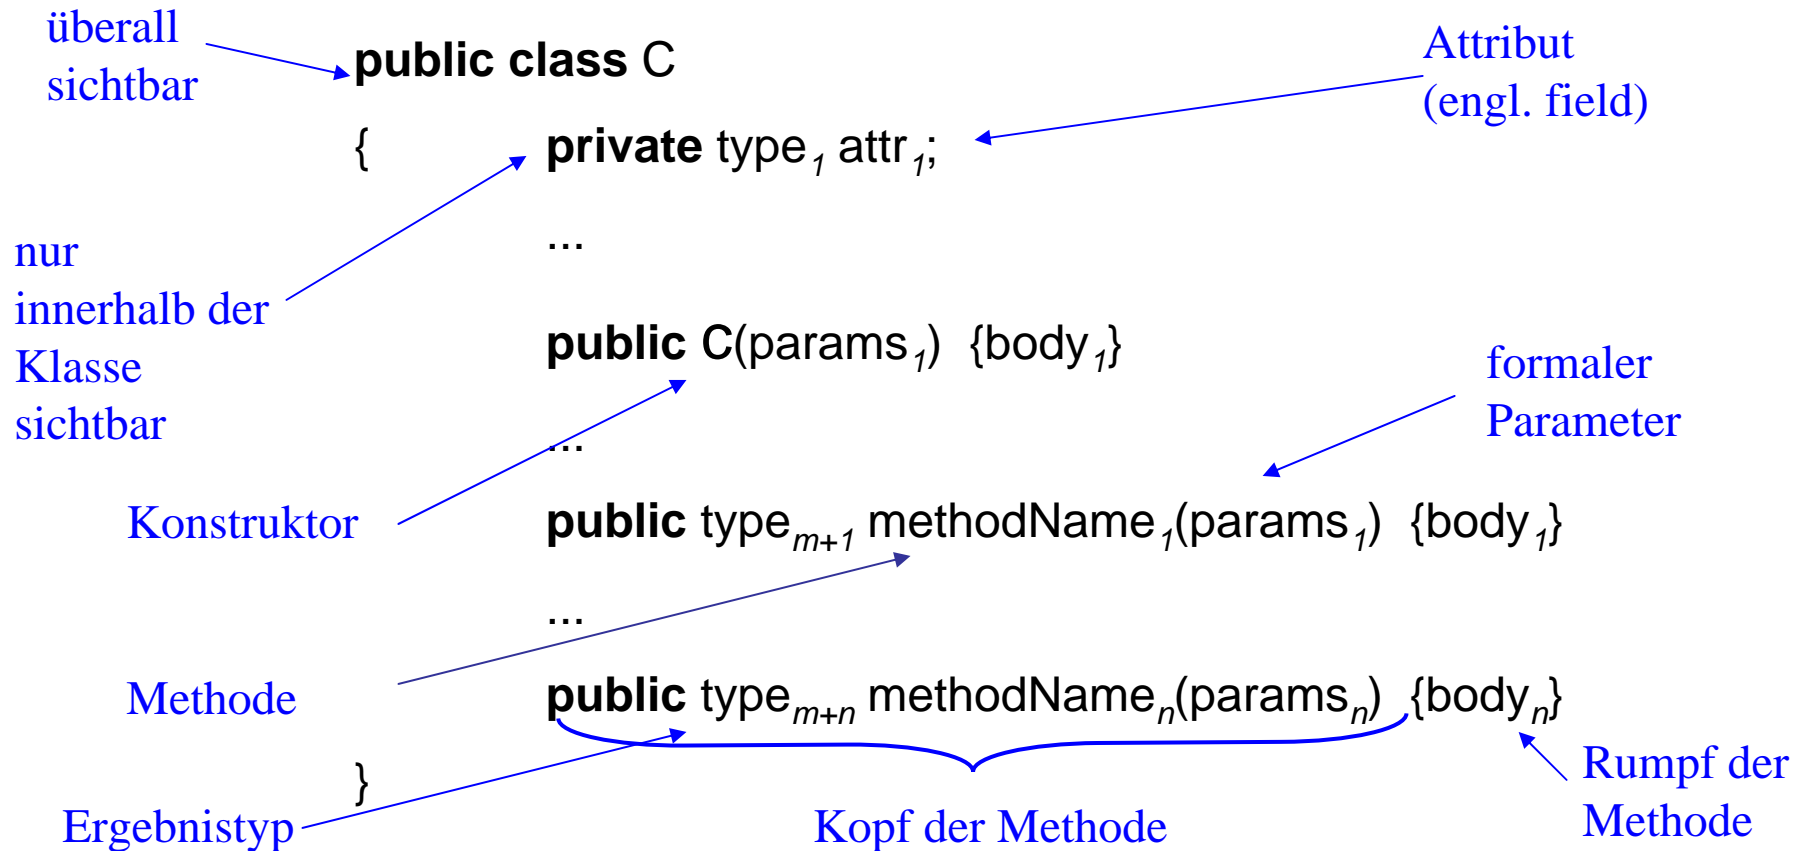 überall
sichtbar
public class C
Attribut
(engl. field)
{ private type1 attr1;
...
nur
innerhalb der
Klasse
sichtbar
public C(params1) {body1}
formaler
Parameter
...
Konstruktor
public typem+1 methodName1(params1) {body1}
...
Methode
public typem+n methodNamen(paramsn) {bodyn}
}
Rumpf der
Methode
Ergebnistyp
Kopf der Methode